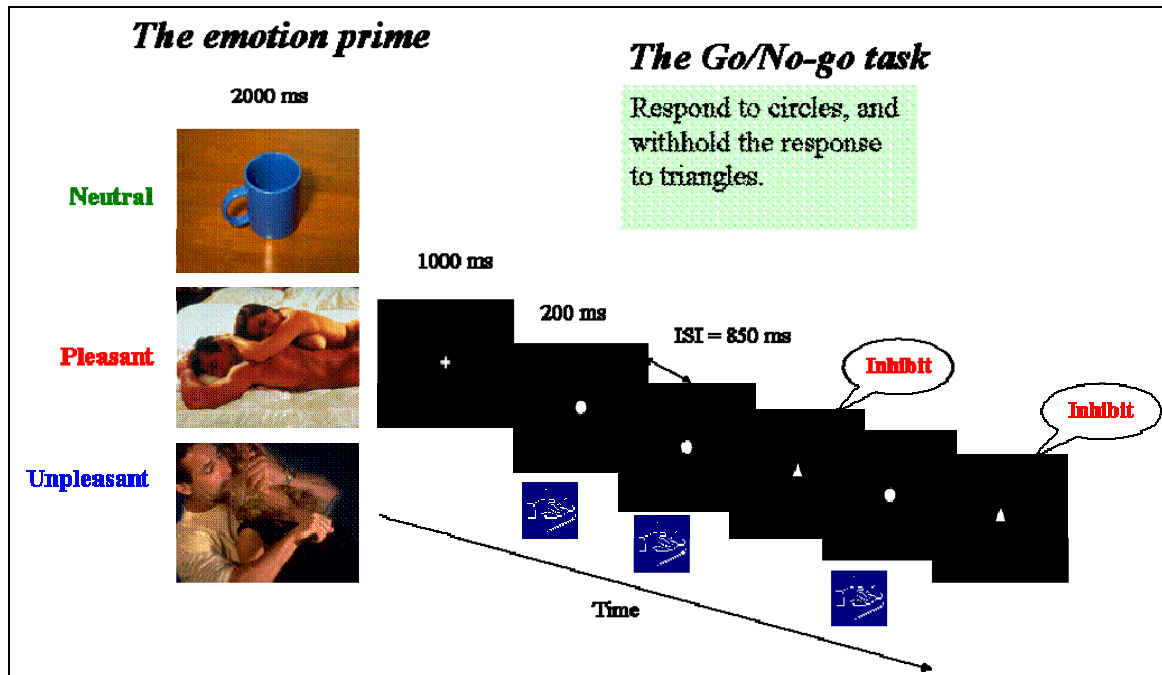 The emotion prime
The Go/No-go task
2000 ms
Respond to circles, and
withhold the response
to triangles.
Neutral
1000 ms
200 ms
ISI = 850 ms
Pleasant
Inhibit
Inhibit
Unpleasant
Time